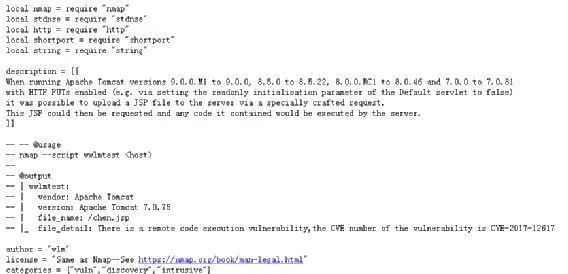 local nmap = require "nmap"
local stdnse = require "stdnse"
local http = require "http"
local shortport = require "shortport"
local string = require "string"
description = [[
When running Apache Tomcat versions 9.0.0.M1 to 9.0.0, 8.5.0 to 8.5.22, 8.0.0.RC1 to 8.0.46 and 7.0.0 to 7.0.81
with HTTP PUTs enabled (e.g. via setting the readonly initialisation parameter of the Default servlet to false)
it was possible to upload a JSP file to the server via a specially crafted request.
This JSP could then be requested and any code it contained would be executed by the server.
]]
-- -- @usage
-- nmap --script wwlmtest <host>
--
-- @output
-- | wwlmtest:
-- |   vendor: Apache Tomcat
-- |   version: Apache Tomcat 7.0.75
-- |   file_name: /chen.jsp
-- |_  file_detail: There is a remote code execution vulnerability,the CVE number of the vulnerability is CVE-2017-12617
author = "wlm"
license = "Same as Nmap--See https://nmap.org/book/man-legal.html"
categories = {"vuln","discovery","intrusive"}